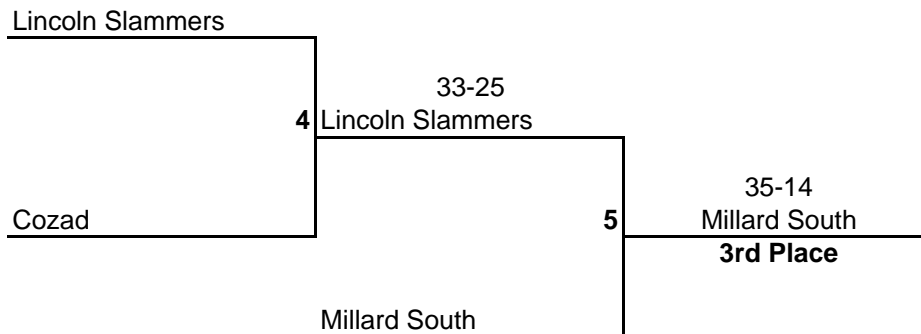 Lincoln Slammers
33-25
4 Lincoln Slammers
35-14
Cozad
5
Millard South
3rd Place
Millard South